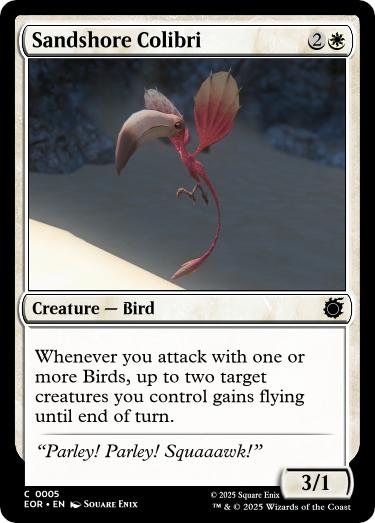 Sandshore Colibri 2
Creature — Bird
Whenever you attack with one or
more Birds, up to two target
creatures you control gains flying
until end of turn.
“Parley! Parley! Squaaawk!”
3/1
C 0005
EOR • EN Square Enix
© 2025 Square Enix
™ & © 2025 Wizards of the Coast